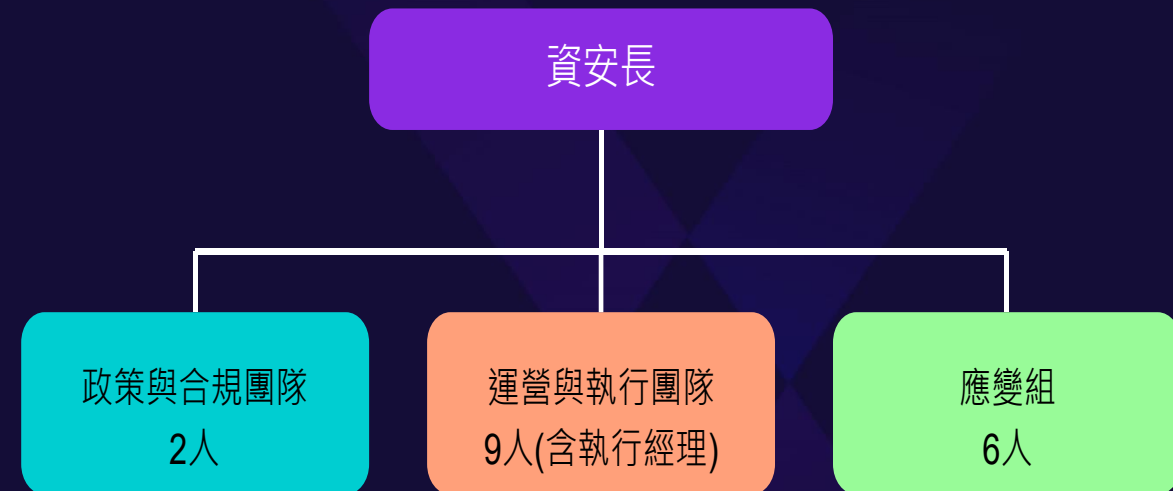 資安長
政策與合規團隊
2人
運營與執行團隊
9人(含執行經理)
應變組
6人